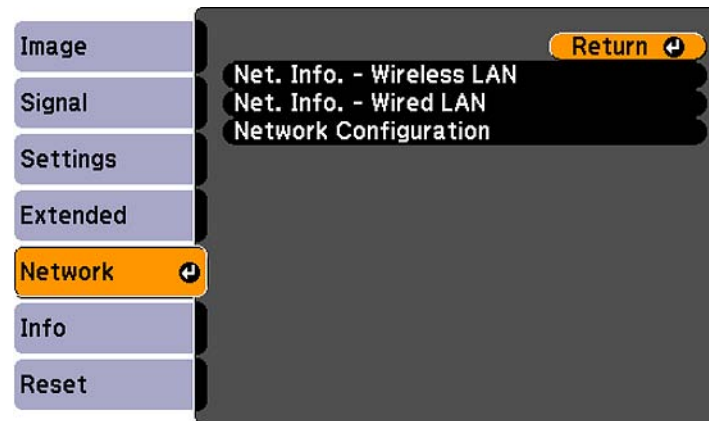 Image
Signal
Settings
Extended
Network
Info
Reset
Return
Net. Info. - Wireless LAN
Net. Info. - Wired LAN
Network Configuration